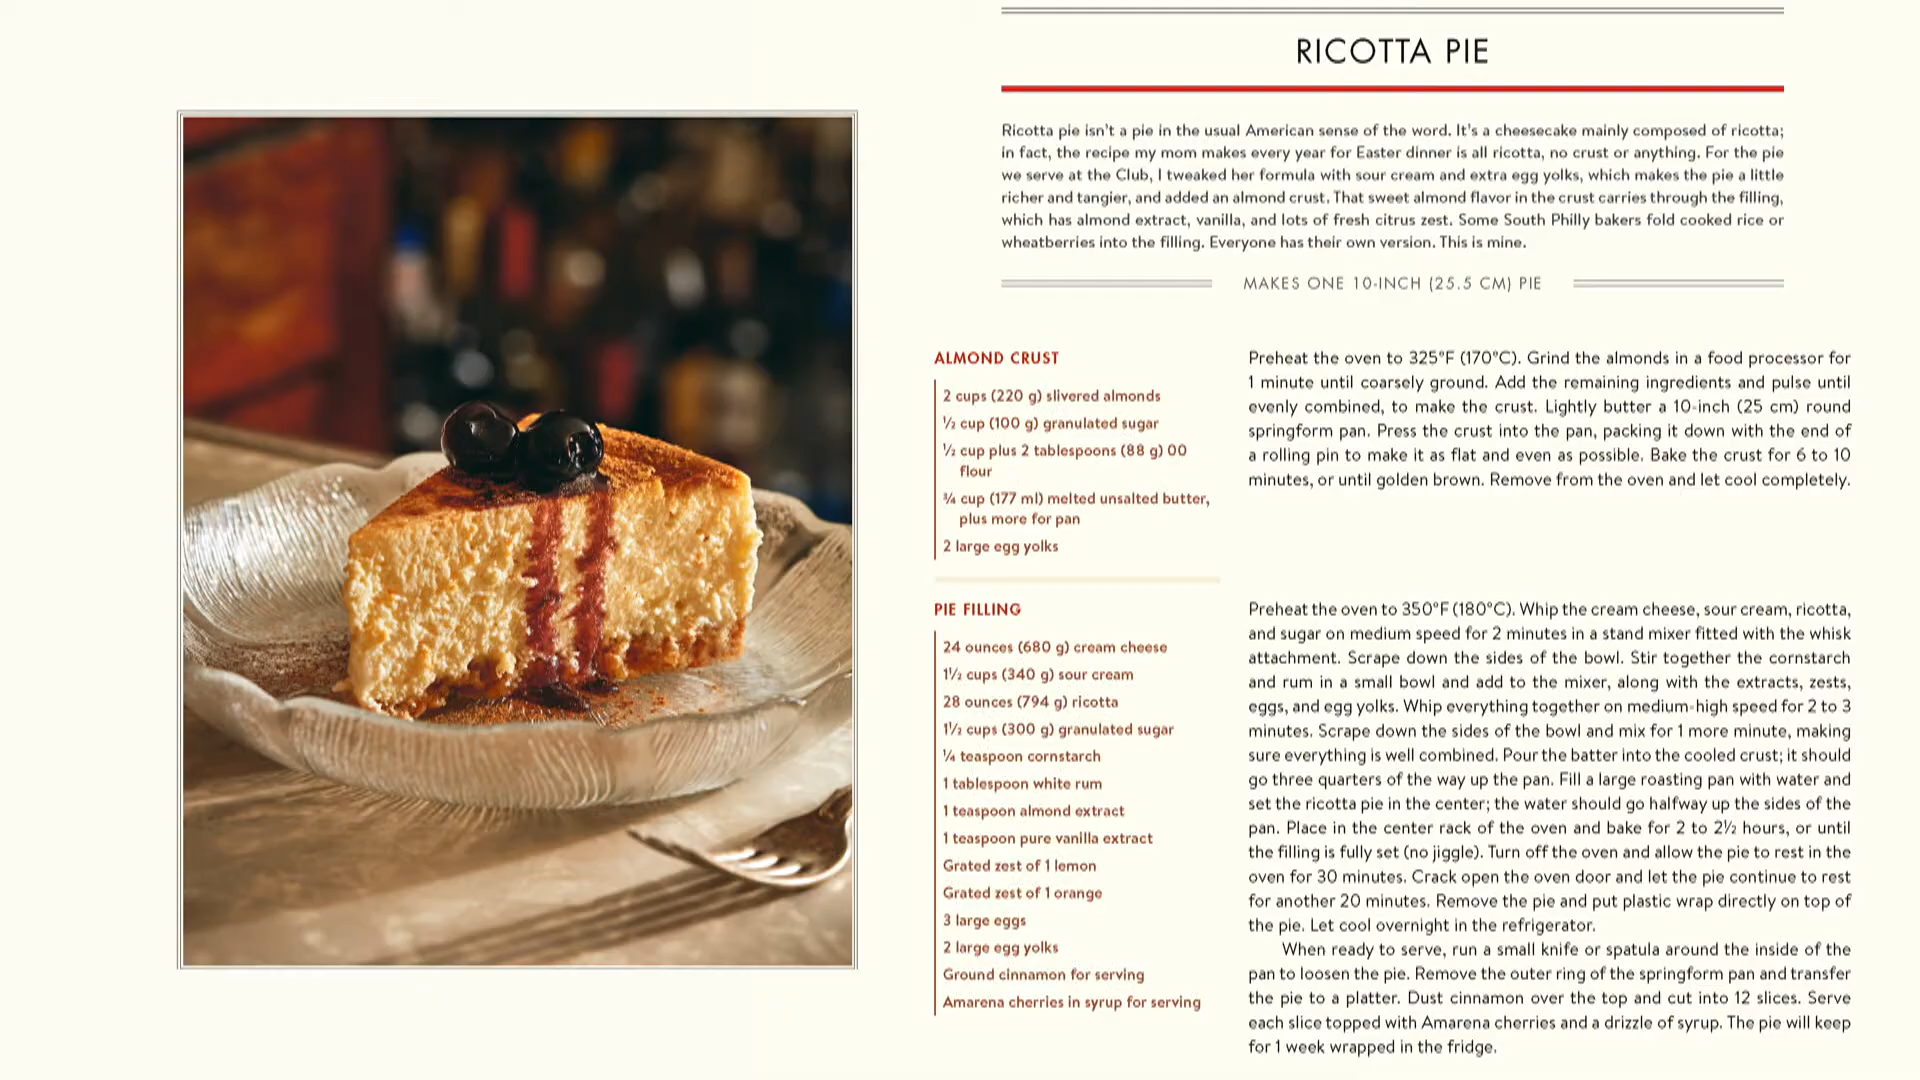 RICOTTA PIE
Ricotta pie isn't a pie in the usual American sense of the word. It's a cheesecake mainly composed of ricotta;
in fact, the recipe my mom makes every year for Easter dinner is all ricotta, no crust or anything. For the pie
we serve at the Club, I tweaked her formula with sour cream and extra egg yolks, which makes the pie a little
richer and tangier, and added an almond crust. That sweet almond flavor in the crust carries through the filling,
which has almond extract, vanilla, and lots of fresh citrus zest. Some South Philly bakers fold cooked rice or
wheatberries into the filling. Everyone has their own version. This is mine.
MAKES ONE 10-INCH (25.5 CM) PIE
ALMOND CRUST
2 cups (220 g) slivered almonds
½ cup (100 g) granulated sugar
½ cup plus 2 tablespoons (88 g) 00
flour
¾ cup (177 ml) melted unsalted butter,
plus more for pan
2 large egg yolks
Preheat the oven to 325°F (170°C). Grind the almonds in a food processor for
1 minute until coarsely ground. Add the remaining ingredients and pulse until
evenly combined, to make the crust. Lightly butter a 10-inch (25 cm) round
springform pan. Press the crust into the pan, packing it down with the end of
a rolling pin to make it as flat and even as possible. Bake the crust for 6 to 10
minutes, or until golden brown. Remove from the oven and let cool completely.
PIE FILLING
24 ounces (680 g) cream cheese
1½ cups (340 g) sour cream
28 ounces (794 g) ricotta
1½ cups (300 g) granulated sugar
¼ teaspoon cornstarch
1 tablespoon white rum
1 teaspoon almond extract
1 teaspoon pure vanilla extract
Grated zest of 1 lemon
Grated zest of 1 orange
3 large eggs
2 large egg yolks
Ground cinnamon for serving
Amarena cherries in syrup for serving
Preheat the oven to 350°F (180°C). Whip the cream cheese, sour cream, ricotta,
and sugar on medium speed for 2 minutes in a stand mixer fitted with the whisk
attachment. Scrape down the sides of the bowl. Stir together the cornstarch
and rum in a small bowl and add to the mixer, along with the extracts, zests,
eggs, and egg yolks. Whip everything together on medium-high speed for 2 to 3
minutes. Scrape down the sides of the bowl and mix for 1 more minute, making
sure everything is well combined. Pour the batter into the cooled crust; it should
go three quarters of the way up the pan. Fill a large roasting pan with water and
set the ricotta pie in the center; the water should go halfway up the sides of the
pan. Place in the center rack of the oven and bake for 2 to 2½ hours, or until
the filling is fully set (no jiggle). Turn off the oven and allow the pie to rest in the
oven for 30 minutes. Crack open the oven door and let the pie continue to rest
for another 20 minutes. Remove the pie and put plastic wrap directly on top of
the pie. Let cool overnight in the refrigerator.
When ready to serve, run a small knife or spatula around the inside of the
pan to loosen the pie. Remove the outer ring of the springform pan and transfer
the pie to a platter. Dust cinnamon over the top and cut into 12 slices. Serve
each slice topped with Amarena cherries and a drizzle of syrup. The pie will keep
for 1 week wrapped in the fridge.